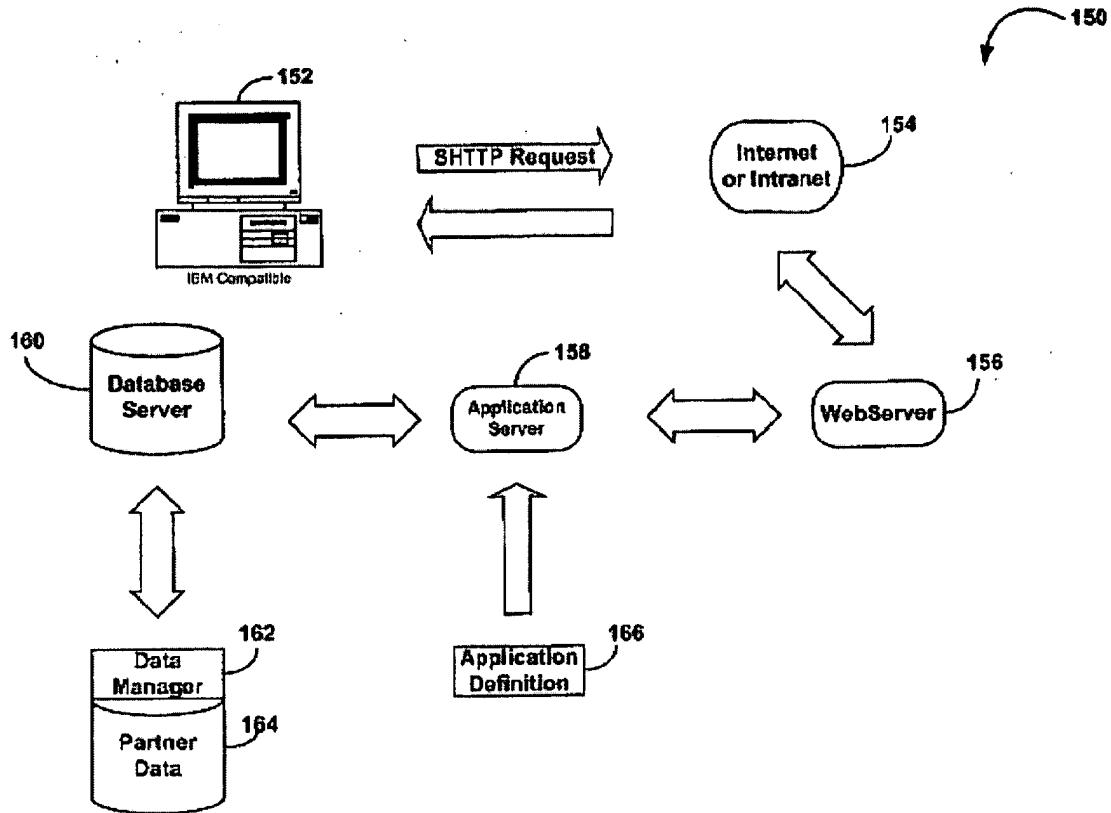 150
152
SHTTP Request
Internet
or Intranet
154
IBM Compatible
160
Database
Server
158
Application
Server
WebServer
156
162
Data
Manager
164
Partner
Data
Application
Definition
166